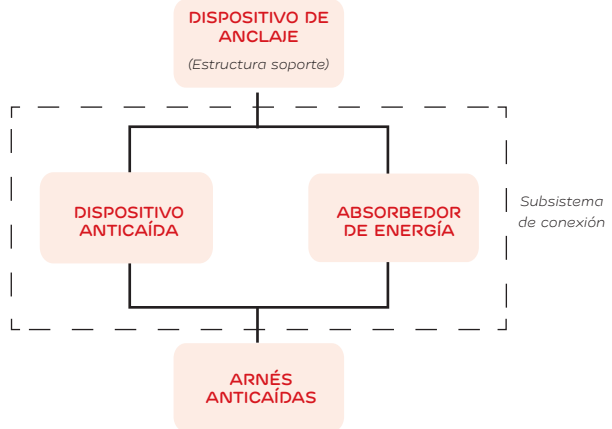 DISPOSITIVO DE
ANCLAJE
(Estructura soporte)
DISPOSITIVO
ANTICAÍDA
ABSORBEDOR
DE ENERGÍA
Subsistema
de conexión
ARNÉS
ANTICAÍDAS